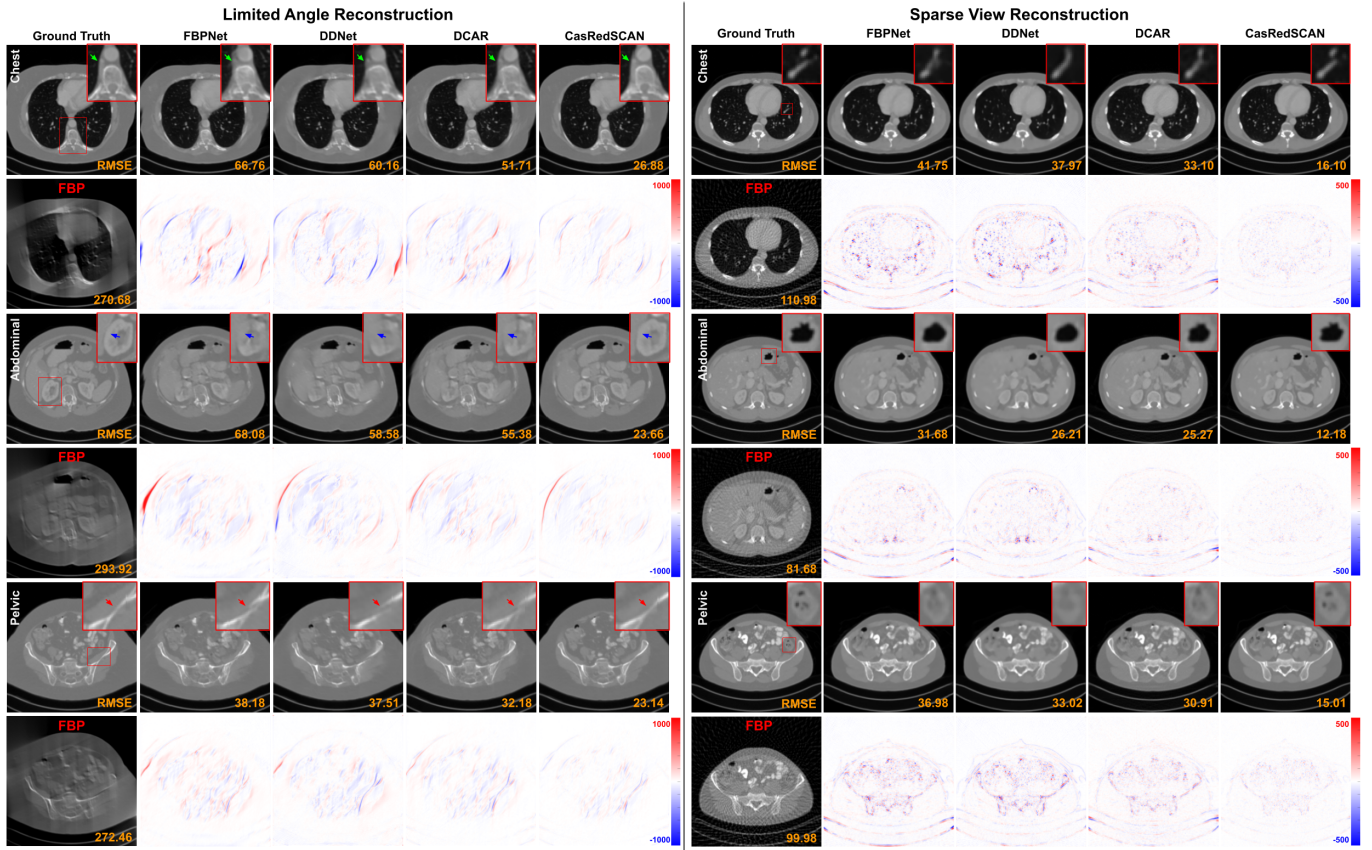 Limited Angle Reconstruction
Ground Truth FBPNet DDNet DCAR CasRedSCAN
Chest
RMSE 66.76 60.16 51.71 26.88
FBP
270.68
1000
-1000
Abdominal
RMSE 68.08 58.58 55.38 23.66
FBP
293.92
1000
-1000
Pelvic
RMSE 38.18 37.51 32.18 23.14
FBP
272.46
1000
-1000
Sparse View Reconstruction
Ground Truth FBPNet DDNet DCAR CasRedSCAN
Chest
RMSE 41.75 37.97 33.10 16.10
FBP
110.98
500
-500
Abdominal
RMSE 31.68 26.21 25.27 12.18
FBP
81.68
500
-500
Pelvic
RMSE 36.98 33.02 30.91 15.01
FBP
99.98
500
-500